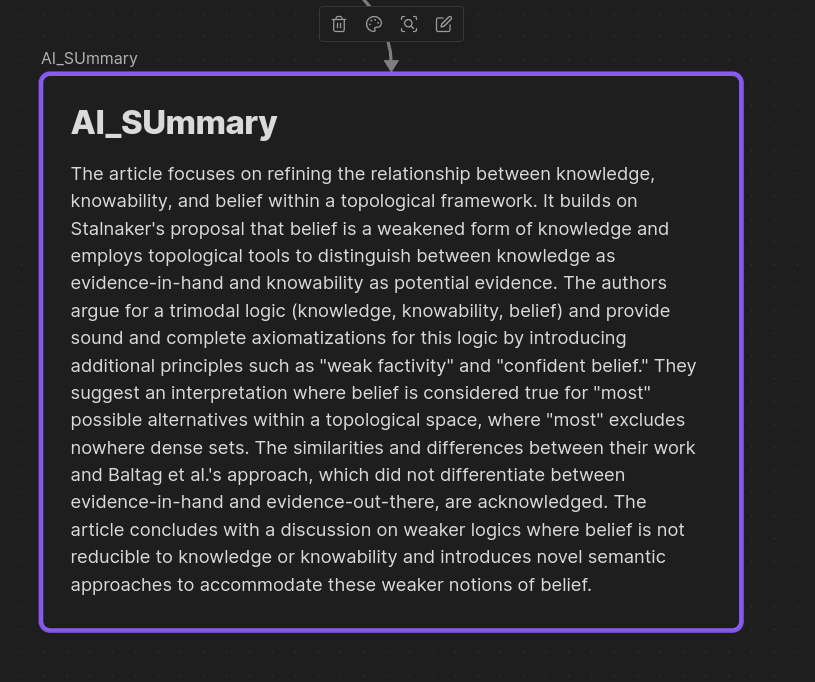 AI_SUmmary
AI_SUmmary
The article focuses on refining the relationship between knowledge,
knowability, and belief within a topological framework. It builds on
Stalnaker's proposal that belief is a weakened form of knowledge and
employs topological tools to distinguish between knowledge as
evidence-in-hand and knowability as potential evidence. The authors
argue for a trimodal logic (knowledge, knowability, belief) and provide
sound and complete axiomatizations for this logic by introducing
additional principles such as "weak factivity" and "confident belief." They
suggest an interpretation where belief is considered true for "most"
possible alternatives within a topological space, where "most" excludes
nowhere dense sets. The similarities and differences between their work
and Baltag et al.'s approach, which did not differentiate between
evidence-in-hand and evidence-out-there, are acknowledged. The
article concludes with a discussion on weaker logics where belief is not
reducible to knowledge or knowability and introduces novel semantic
approaches to accommodate these weaker notions of belief.